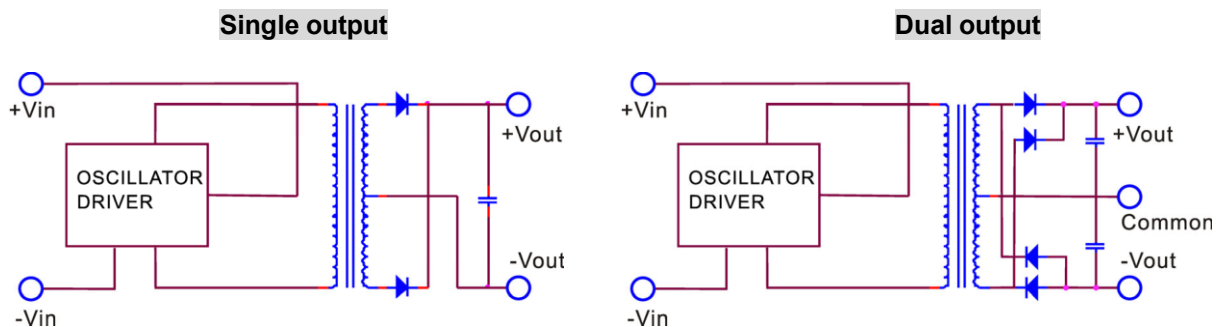 Single output
+Vin
OSCILLATOR
DRIVER
-Vin
+Vout
-Vout
Dual output
+Vin
OSCILLATOR
DRIVER
-Vin
+Vout
Common
-Vout